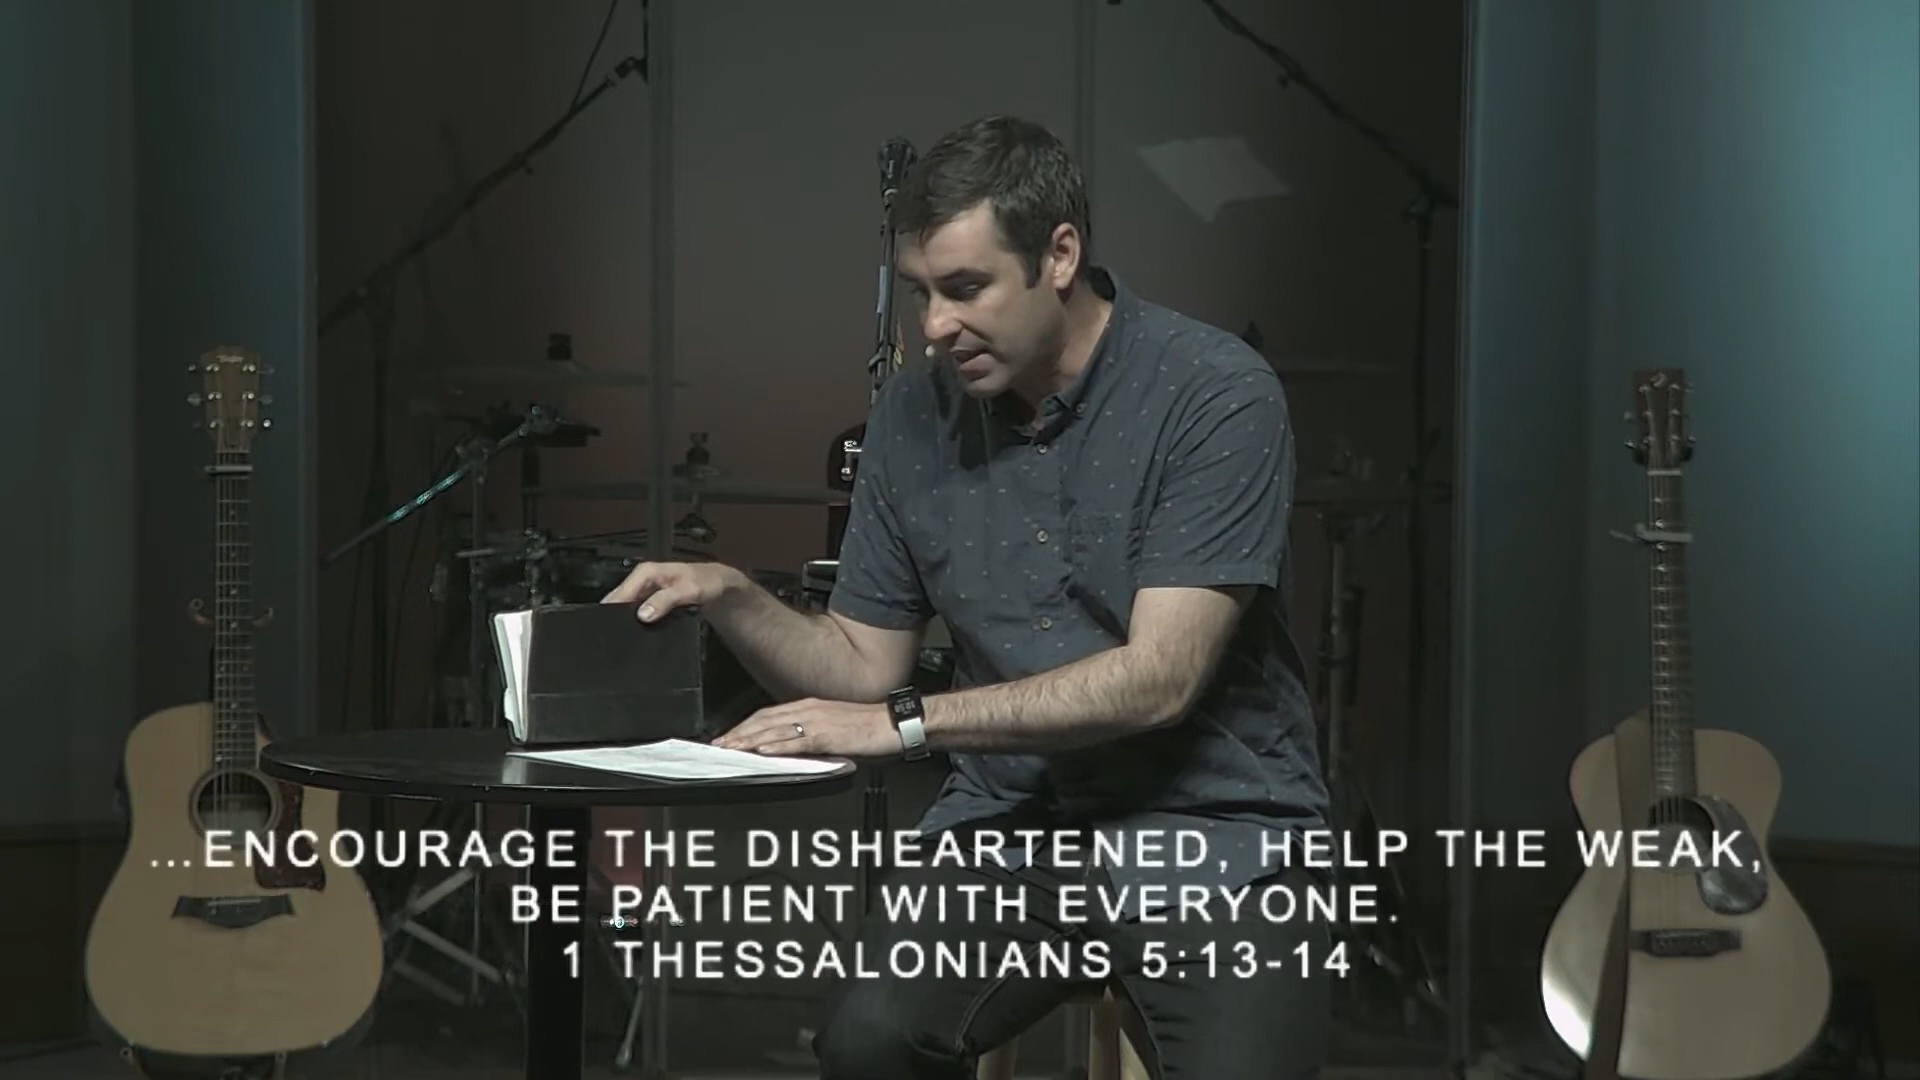 ...ENCOURAGE THE DISHEARTENED, HELP THE WEAK,
BE PATIENT WITH EVERYONE.
1 THESSALONIANS 5:13-14